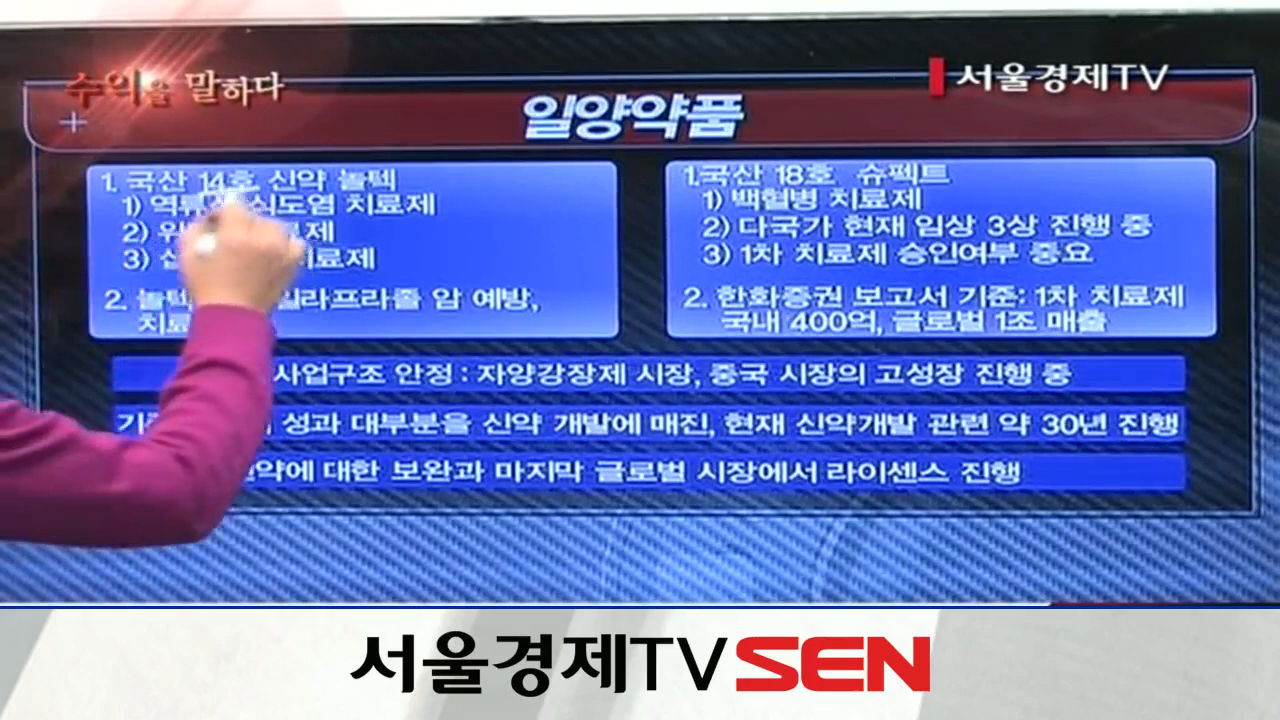 수익을 말하다
서울경제TV
일양약품
1. 국산 14호 신약 놀텍
1) 역류 식도염 치료제
2)
3) 치료제
2. 놀텍 일라프라졸 암 예방,
치료
1.국산 18호 슈펙트
1) 백혈병 치료제
2) 다국가 현재 임상 3상 진행 중
3) 1차 치료제 승인여부 중요
2. 한화증권 보고서 기준: 1차 치료제
국내 400억, 글로벌 1조 매출
사업구조 안정 : 자양강장제 시장, 중국 시장의 고성장 진행 중
성과 대부분을 신약 개발에 매진, 현재 신약개발 관련 약 30년 진행
대한 보완과 마지막 글로벌 시장에서 라이센스 진행
서울경제TV SEN